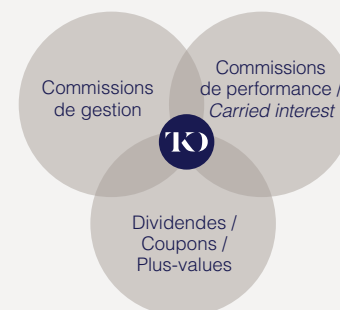 Commissions
de gestion
Commissions
de performance /
Carried interest
TKO
Dividendes /
Coupons /
Plus-values